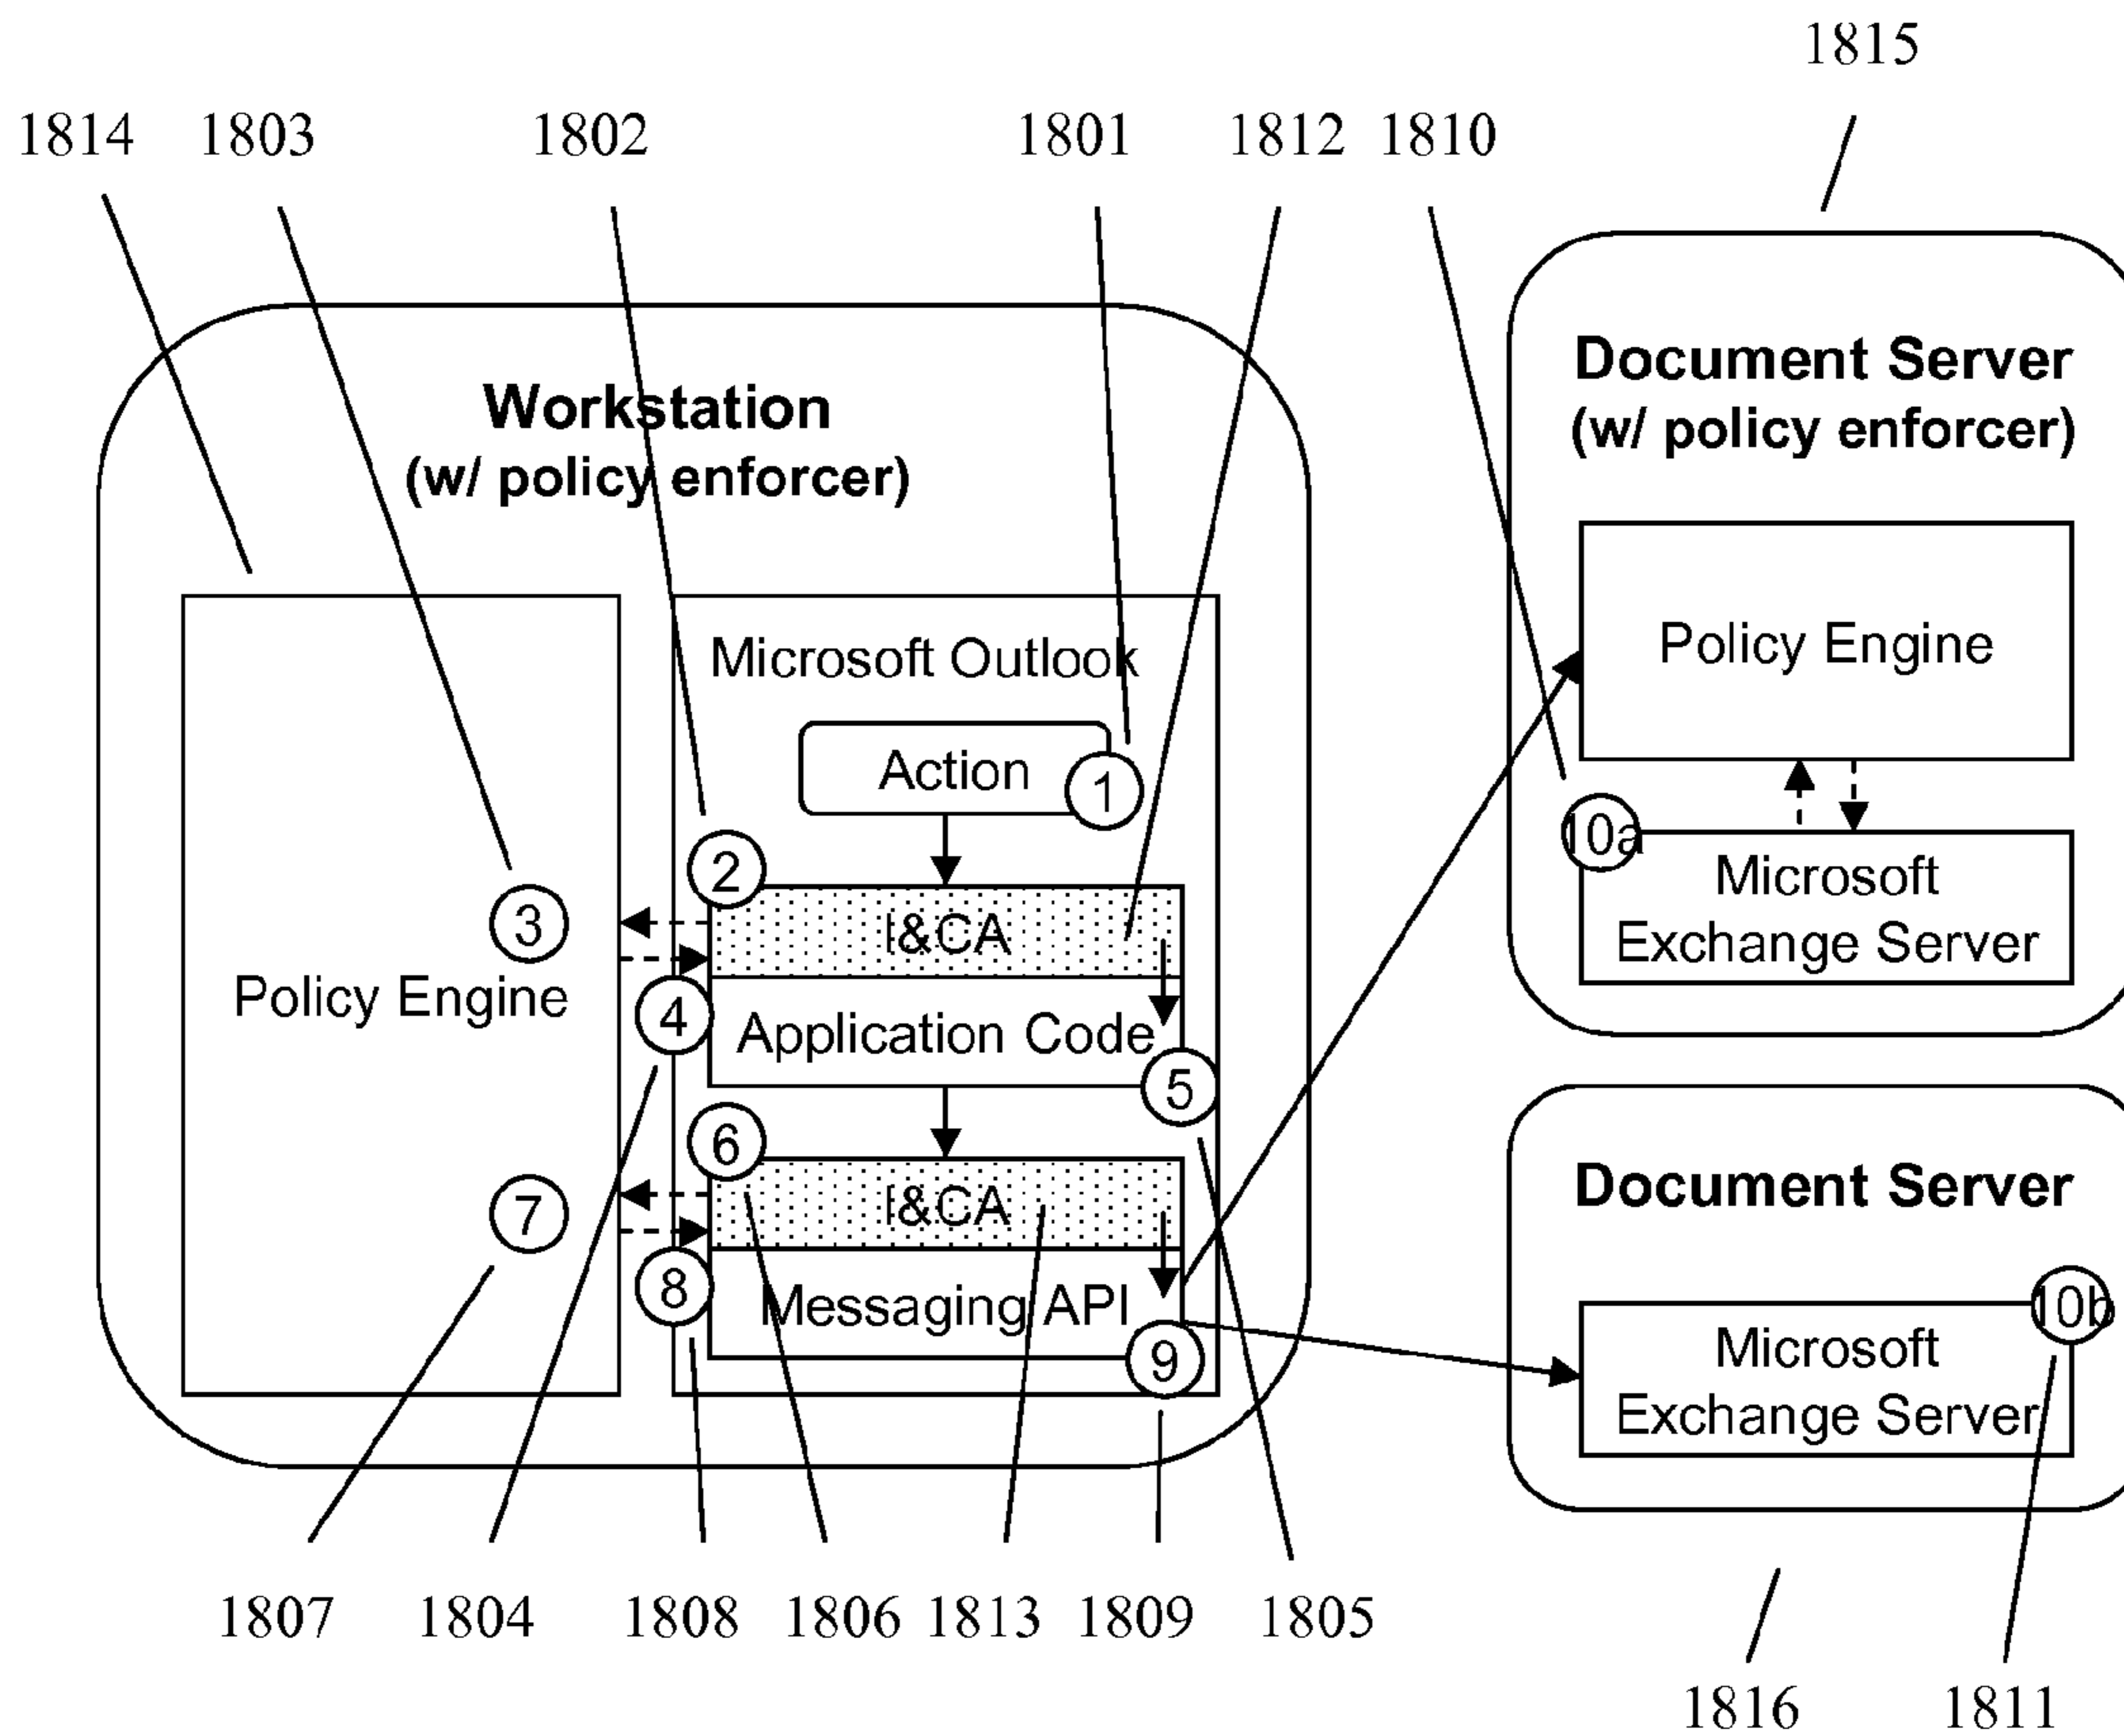 1815
1814
1803
1802
1801
1812
1810
Workstation
(w/ policy enforcer)
Policy Engine
3
7
Microsoft Outlook
Action
1
2
I&CA
4
Application Code
5
6
I&CA
8
Messaging API
9
Document Server
(w/ policy enforcer)
Policy Engine
10a
Microsoft
Exchange Server
Document Server
10b
Microsoft
Exchange Server
1807
1804
1808
1806
1813
1809
1805
1816
1811